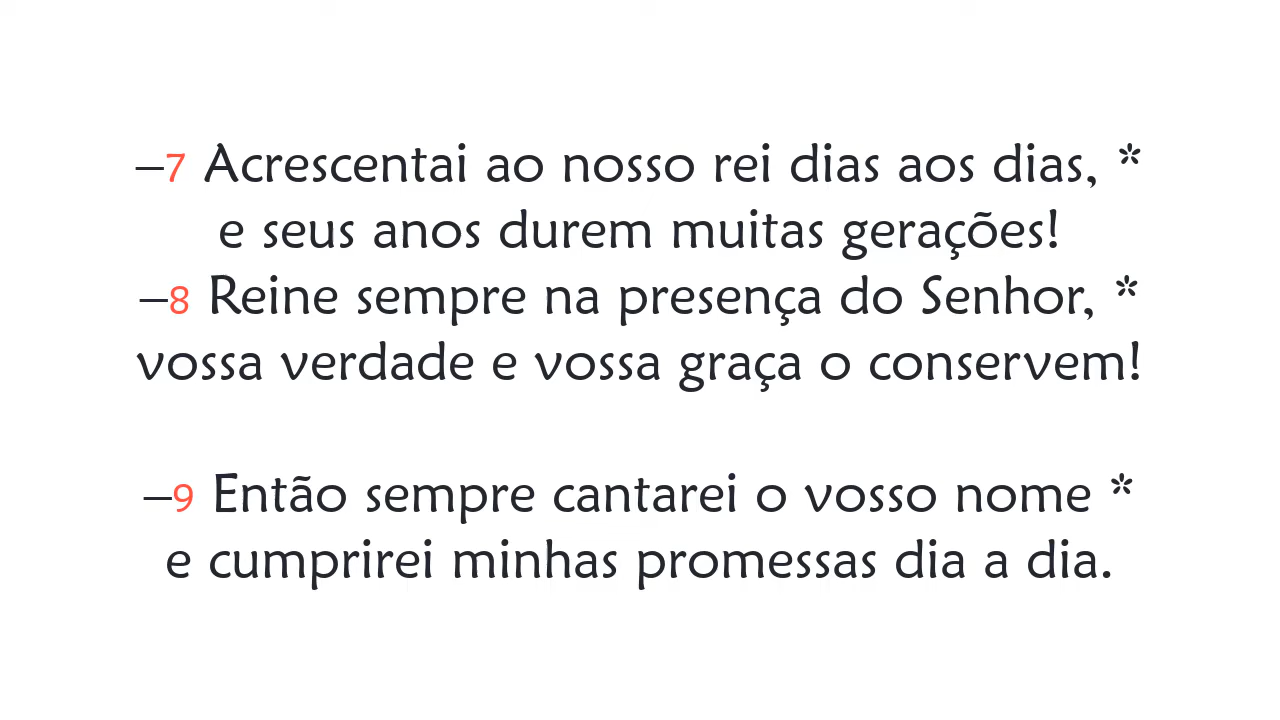 –7 Acrescentai ao nosso rei dias aos dias, *
e seus anos durem muitas gerações!
–8 Reine sempre na presença do Senhor, *
vossa verdade e vossa graça o conservem!
–9 Então sempre cantarei o vosso nome *
e cumprirei minhas promessas dia a dia.